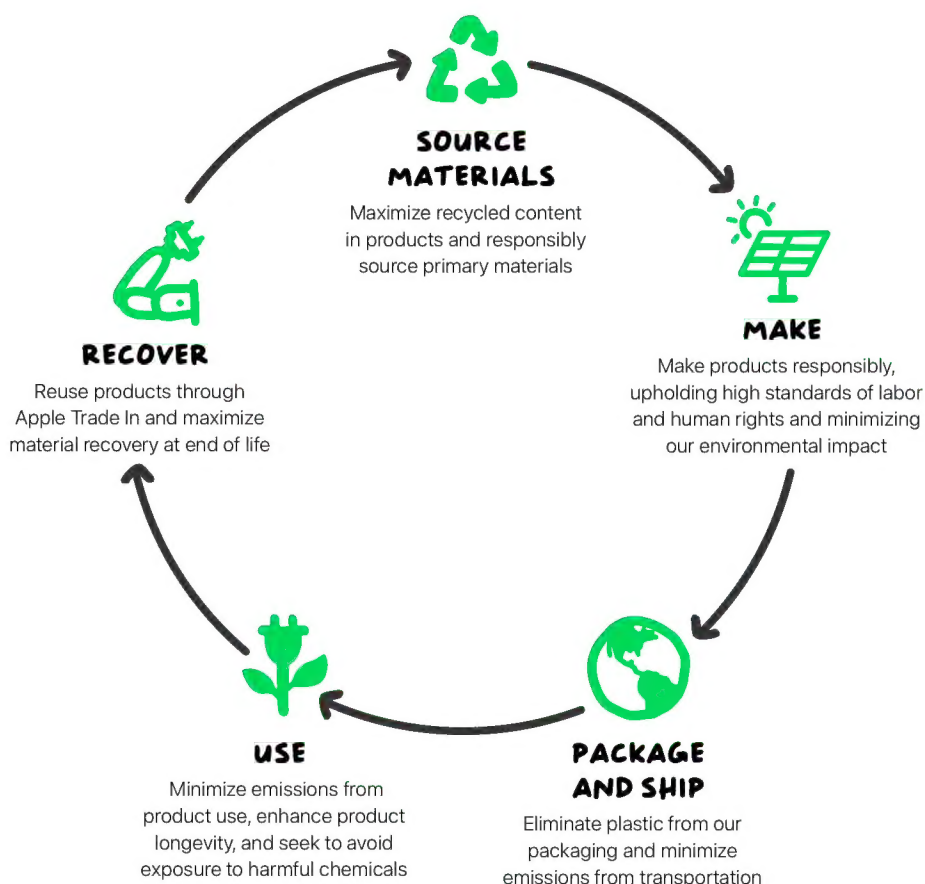 SOURCE
MATERIALS
Maximize recycled content
in products and responsibly
source primary materials
MAKE
Make products responsibly,
upholding high standards of labor
and human rights and minimizing
our environmental impact
PACKAGE
AND SHIP
Eliminate plastic from our
packaging and minimize
emissions from transportation
USE
Minimize emissions from
product use, enhance product
longevity, and seek to avoid
exposure to harmful chemicals
RECOVER
Reuse products through
Apple Trade In and maximize
material recovery at end of life